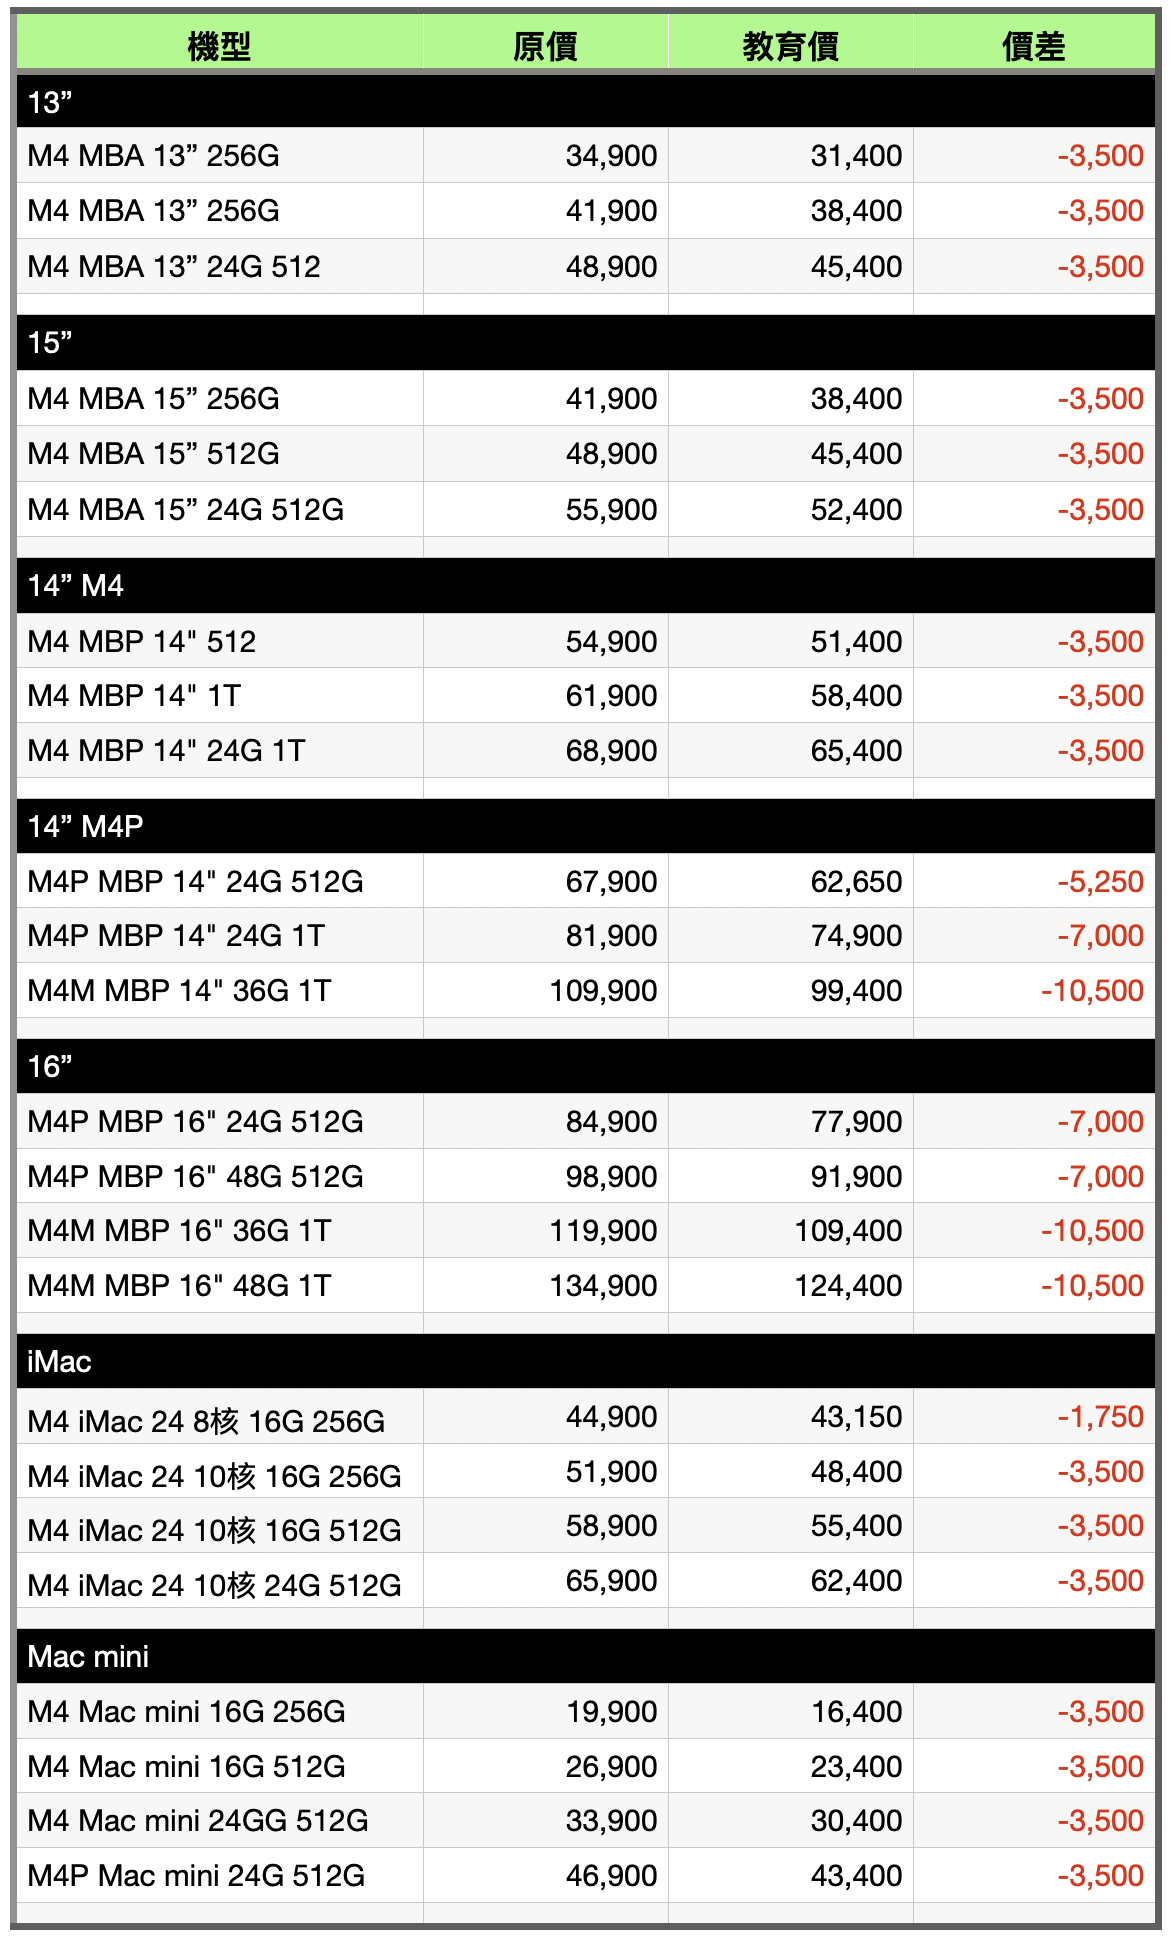 機型 原價 教育價 價差
13”
M4 MBA 13” 256G 34,900 31,400 -3,500
M4 MBA 13” 256G 41,900 38,400 -3,500
M4 MBA 13” 24G 512 48,900 45,400 -3,500
15”
M4 MBA 15” 256G 41,900 38,400 -3,500
M4 MBA 15” 512G 48,900 45,400 -3,500
M4 MBA 15” 24G 512G 55,900 52,400 -3,500
14” M4
M4 MBP 14" 512 54,900 51,400 -3,500
M4 MBP 14" 1T 61,900 58,400 -3,500
M4 MBP 14" 24G 1T 68,900 65,400 -3,500
14” M4P
M4P MBP 14" 24G 512G 67,900 62,650 -5,250
M4P MBP 14" 24G 1T 81,900 74,900 -7,000
M4M MBP 14" 36G 1T 109,900 99,400 -10,500
16”
M4P MBP 16" 24G 512G 84,900 77,900 -7,000
M4P MBP 16" 48G 512G 98,900 91,900 -7,000
M4M MBP 16" 36G 1T 119,900 109,400 -10,500
M4M MBP 16" 48G 1T 134,900 124,400 -10,500
iMac
M4 iMac 24 8核 16G 256G 44,900 43,150 -1,750
M4 iMac 24 10核 16G 256G 51,900 48,400 -3,500
M4 iMac 24 10核 16G 512G 58,900 55,400 -3,500
M4 iMac 24 10核 24G 512G 65,900 62,400 -3,500
Mac mini
M4 Mac mini 16G 256G 19,900 16,400 -3,500
M4 Mac mini 16G 512G 26,900 23,400 -3,500
M4 Mac mini 24GG 512G 33,900 30,400 -3,500
M4P Mac mini 24G 512G 46,900 43,400 -3,500